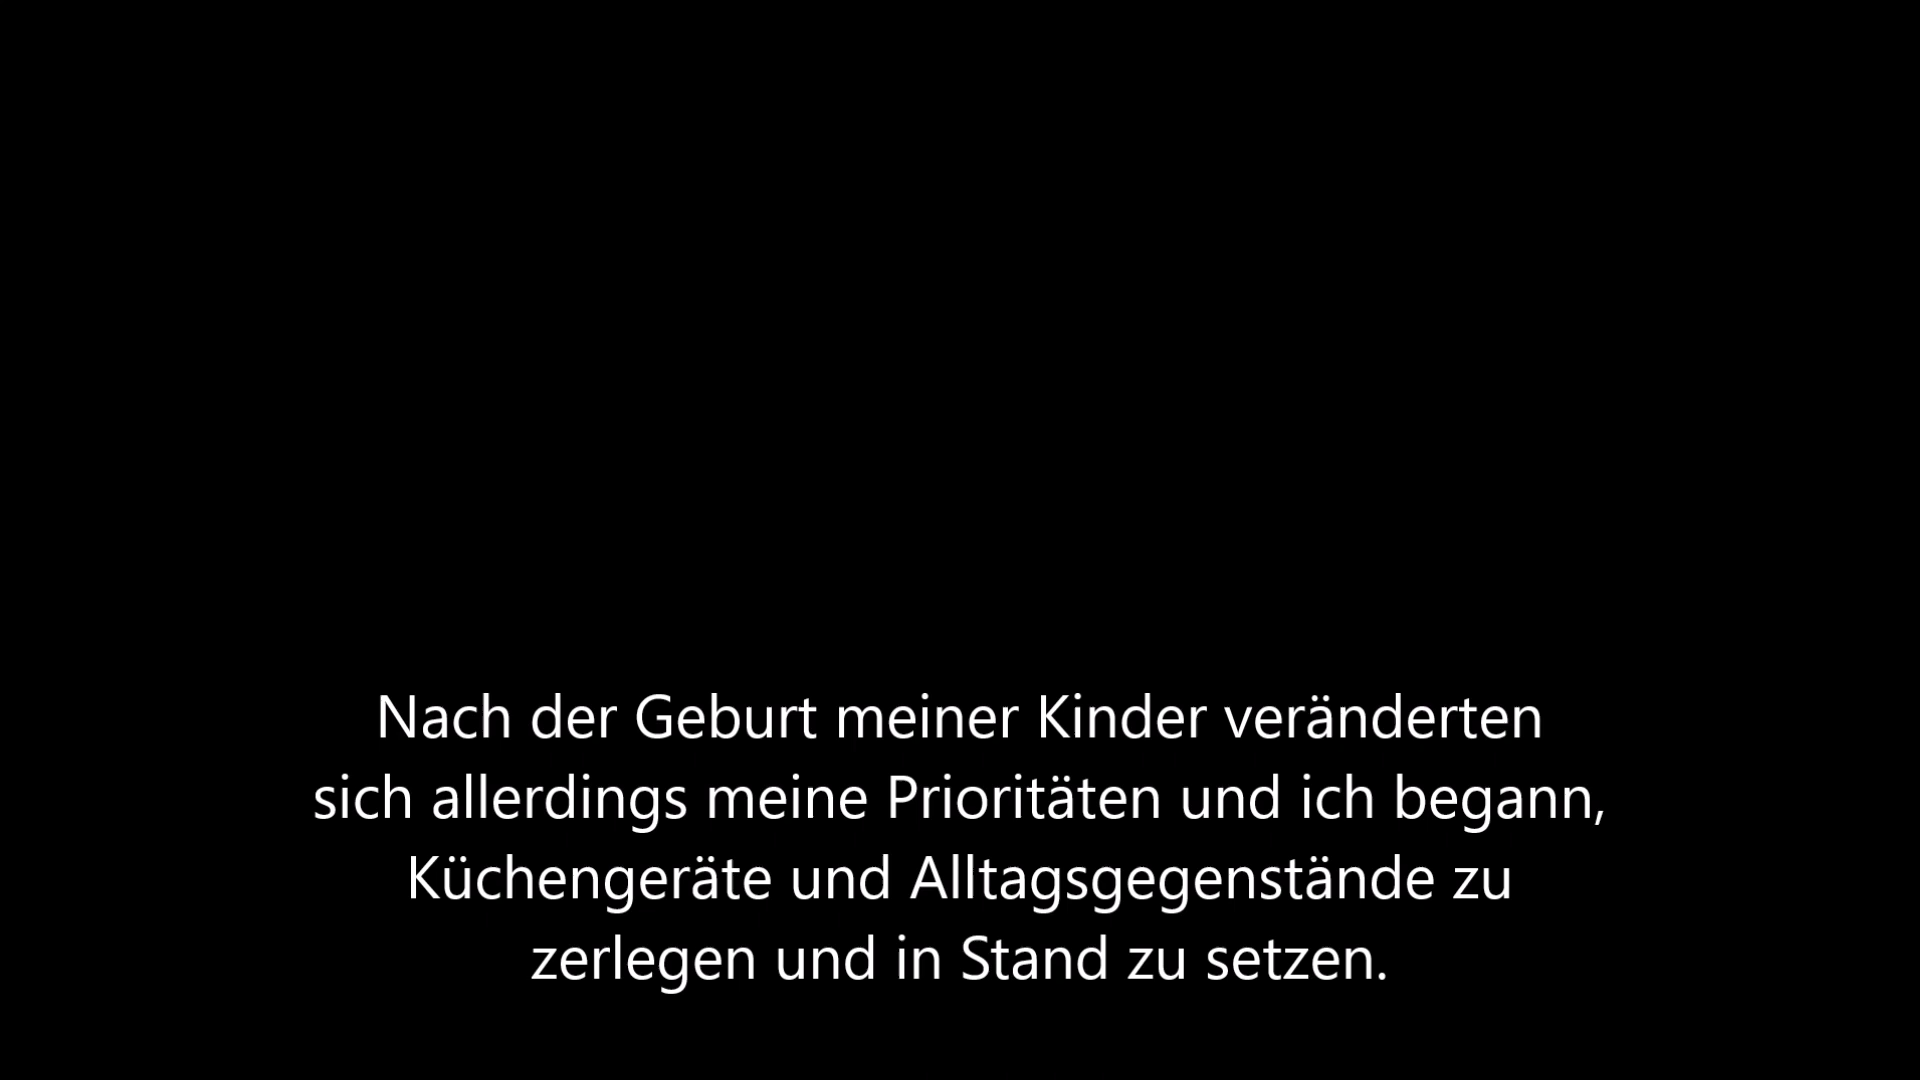 Nach der Geburt meiner Kinder veränderten
sich allerdings meine Prioritäten und ich begann,
Küchengeräte und Alltagsgegenstände zu
zerlegen und in Stand zu setzen.